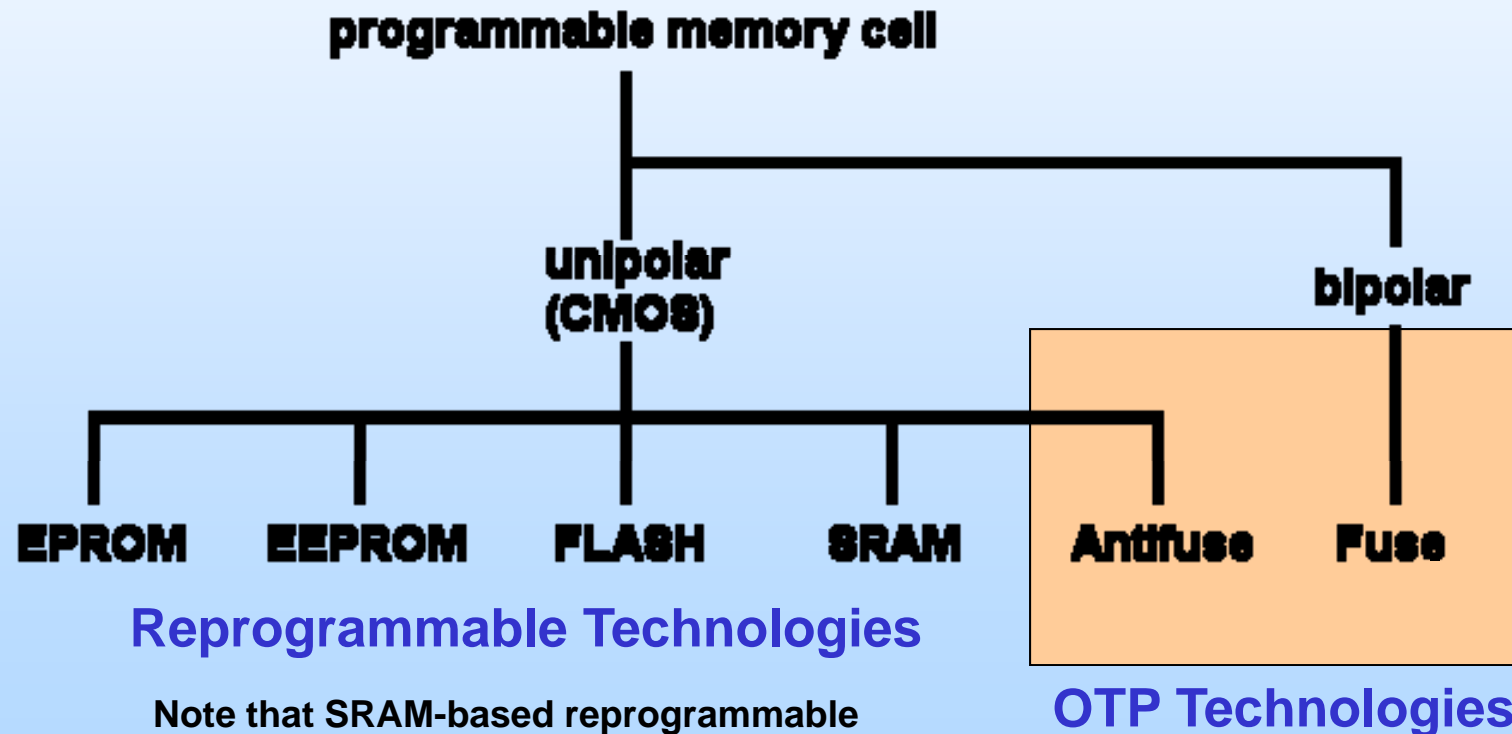 programmable memory cell
unipolar
(CMOS)
bipolar
EPROM EEPROM FLASH SRAM Antifuse Fuse
Reprogrammable Technologies
OTP Technologies
Note that SRAM-based reprogrammable